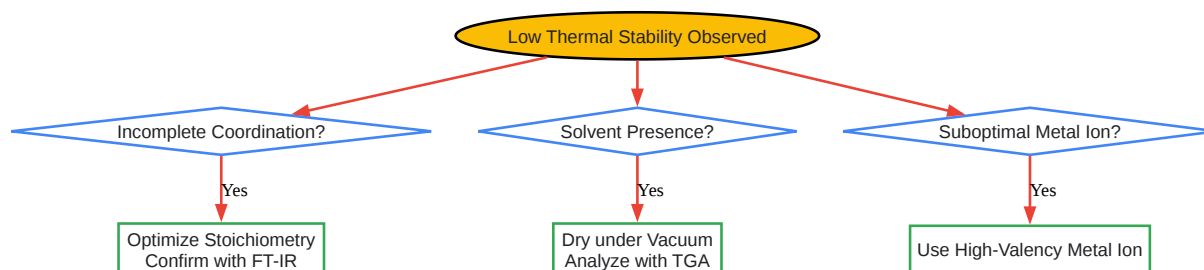 Low Thermal Stability Observed
Incomplete Coordination?
Solvent Presence?
Suboptimal Metal Ion?
Yes
Yes
Yes
Optimize Stoichiometry
Confirm with FT-IR
Dry under Vacuum
Analyze with TGA
Use High-Valency Metal Ion